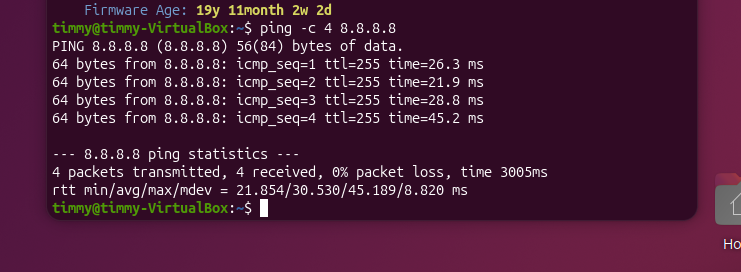 Firmware Age: 19y 11month 2w 2d
timmy@timmy-VirtualBox:~$ ping -c 4 8.8.8.8
PING 8.8.8.8 (8.8.8.8) 56(84) bytes of data.
64 bytes from 8.8.8.8: icmp_seq=1 ttl=255 time=26.3 ms
64 bytes from 8.8.8.8: icmp_seq=2 ttl=255 time=21.9 ms
64 bytes from 8.8.8.8: icmp_seq=3 ttl=255 time=28.8 ms
64 bytes from 8.8.8.8: icmp_seq=4 ttl=255 time=45.2 ms
--- 8.8.8.8 ping statistics ---
4 packets transmitted, 4 received, 0% packet loss, time 3005ms
rtt min/avg/max/mdev = 21.854/30.530/45.189/8.820 ms
timmy@timmy-VirtualBox:~$
Ho